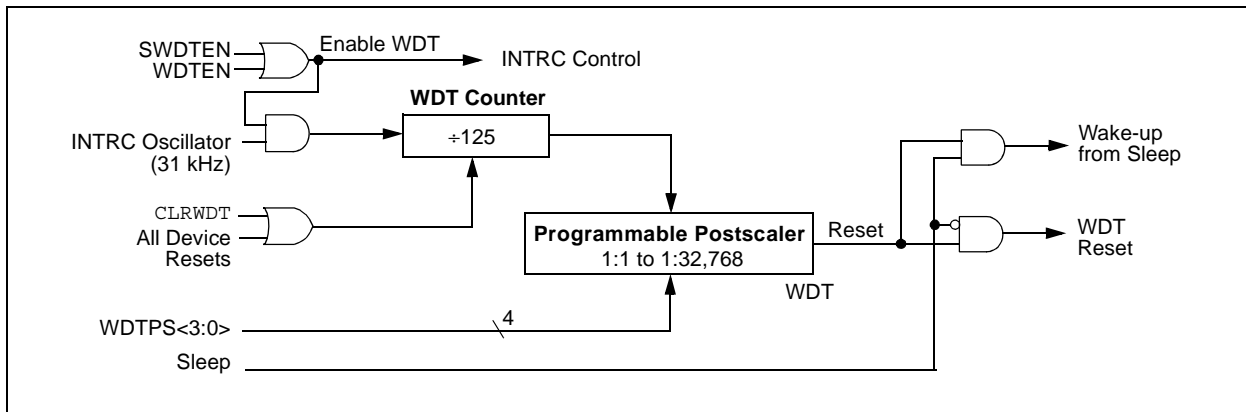 SWDTEN
WDTEN
Enable WDT
INTRC Control
WDT Counter
÷125
INTRC Oscillator
(31 kHz)
Wake-up
from Sleep
CLRWDT
All Device
Resets
Programmable Postscaler
1:1 to 1:32,768
Reset
WDT
Reset
WDT
4
WDTPS<3:0>
Sleep